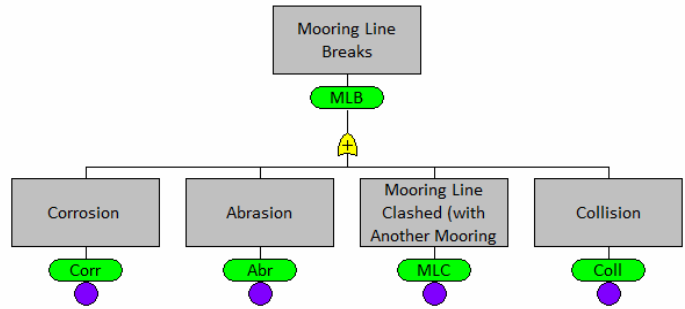 Mooring Line
Breaks
MLB
+
Corrosion
Abrasion
Mooring Line
Clashed (with
Another Mooring
Collision
Corr
Abr
MLC
Coll